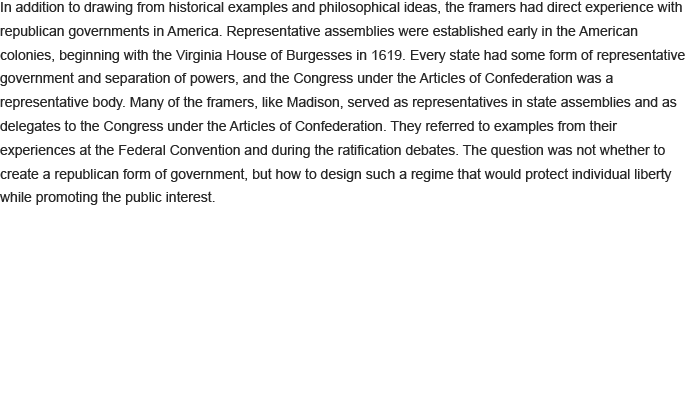 In addition to drawing from historical examples and philosophical ideas, the framers had direct experience with
republican governments in America. Representative assemblies were established early in the American
colonies, beginning with the Virginia House of Burgesses in 1619. Every state had some form of representative
government and separation of powers, and the Congress under the Articles of Confederation was a
representative body. Many of the framers, like Madison, served as representatives in state assemblies and as
delegates to the Congress under the Articles of Confederation. They referred to examples from their
experiences at the Federal Convention and during the ratification debates. The question was not whether to
create a republican form of government, but how to design such a regime that would protect individual liberty
while promoting the public interest.